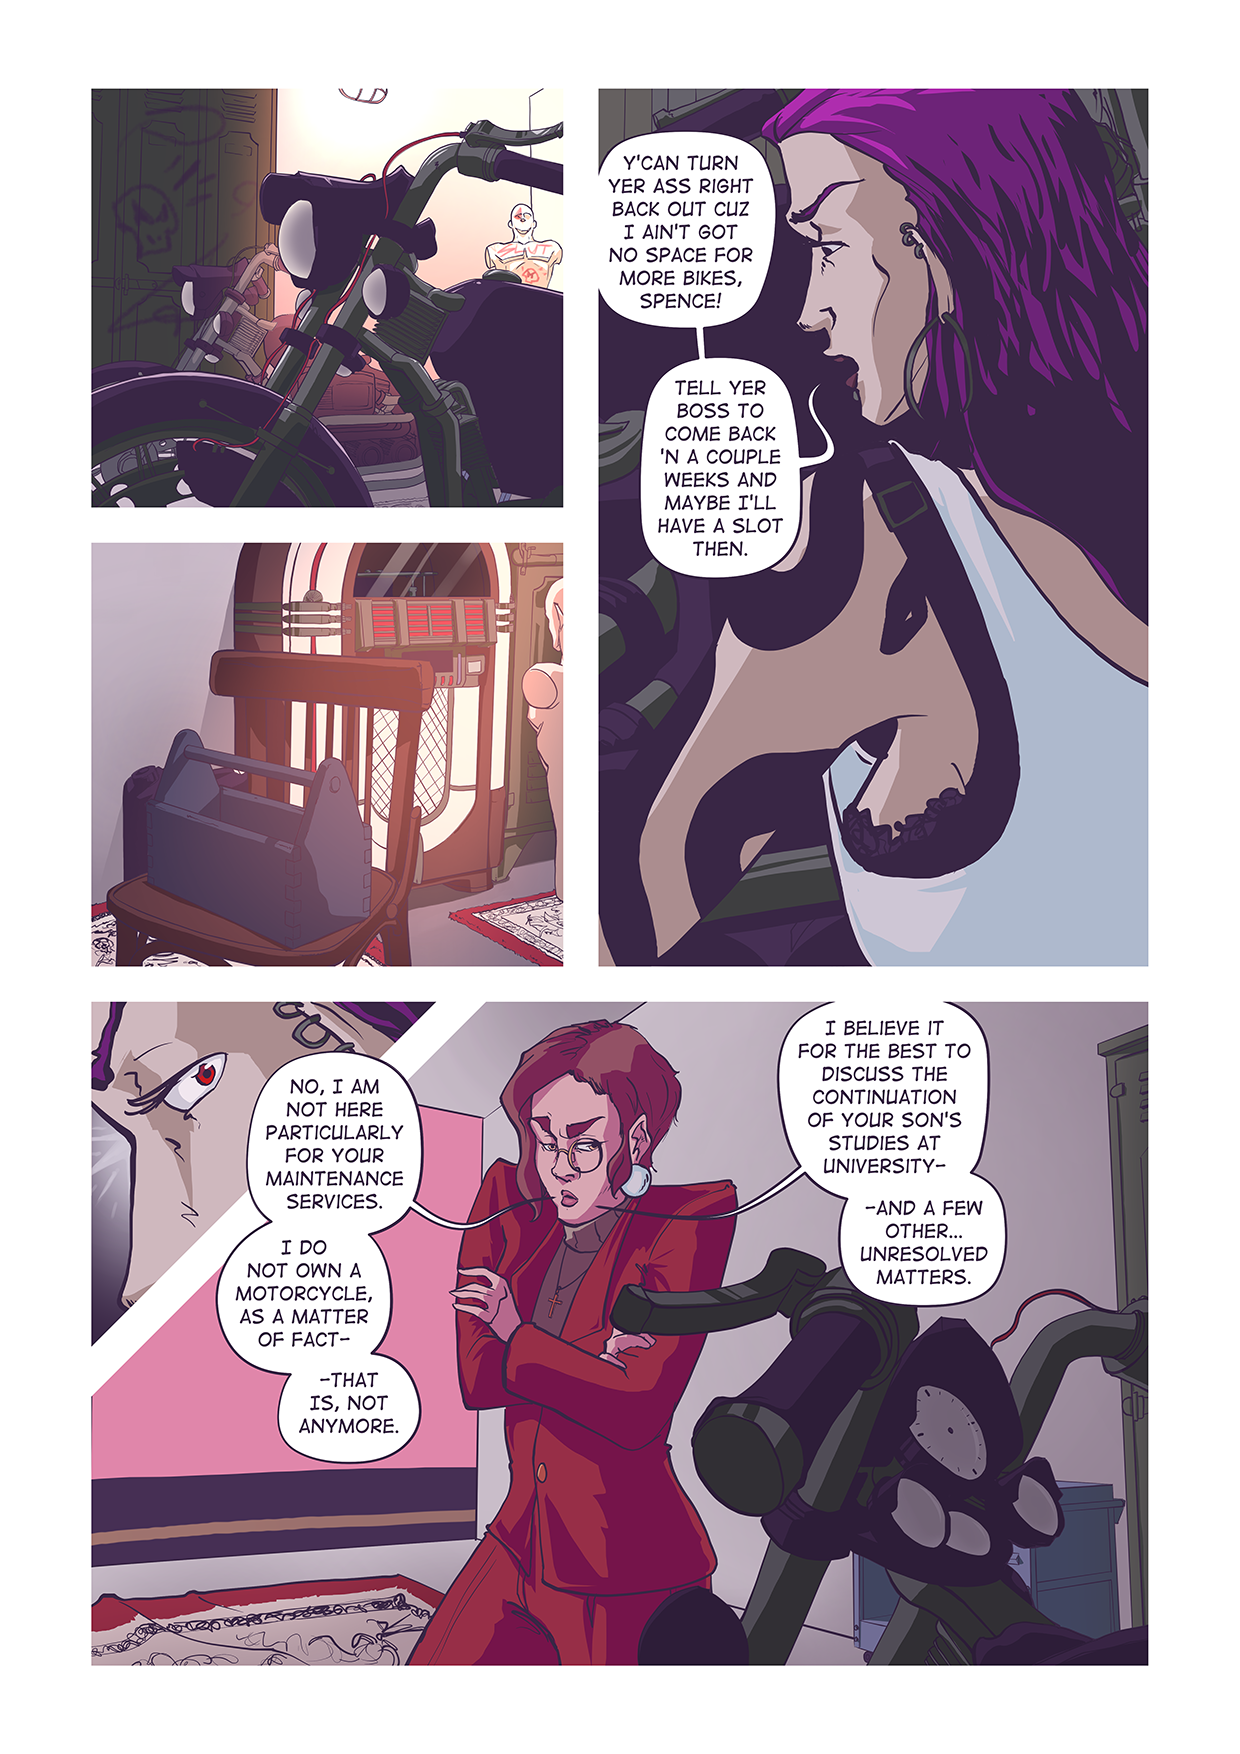 Y'CAN TURN
YER ASS RIGHT
BACK OUT CUZ
I AIN'T GOT
NO SPACE FOR
MORE BIKES,
SPENCE!
TELL YER
BOSS TO
COME BACK
'N A COUPLE
WEEKS AND
MAYBE I'LL
HAVE A SLOT
THEN.
NO, I AM
NOT HERE
PARTICULARLY
FOR YOUR
MAINTENANCE
SERVICES.
I DO
NOT OWN A
MOTORCYCLE,
AS A MATTER
OF FACT-
-THAT
IS, NOT
ANYMORE.
I BELIEVE IT
FOR THE BEST TO
DISCUSS THE
CONTINUATION
OF YOUR SON'S
STUDIES AT
UNIVERSITY-
-AND A FEW
OTHER...
UNRESOLVED
MATTERS.